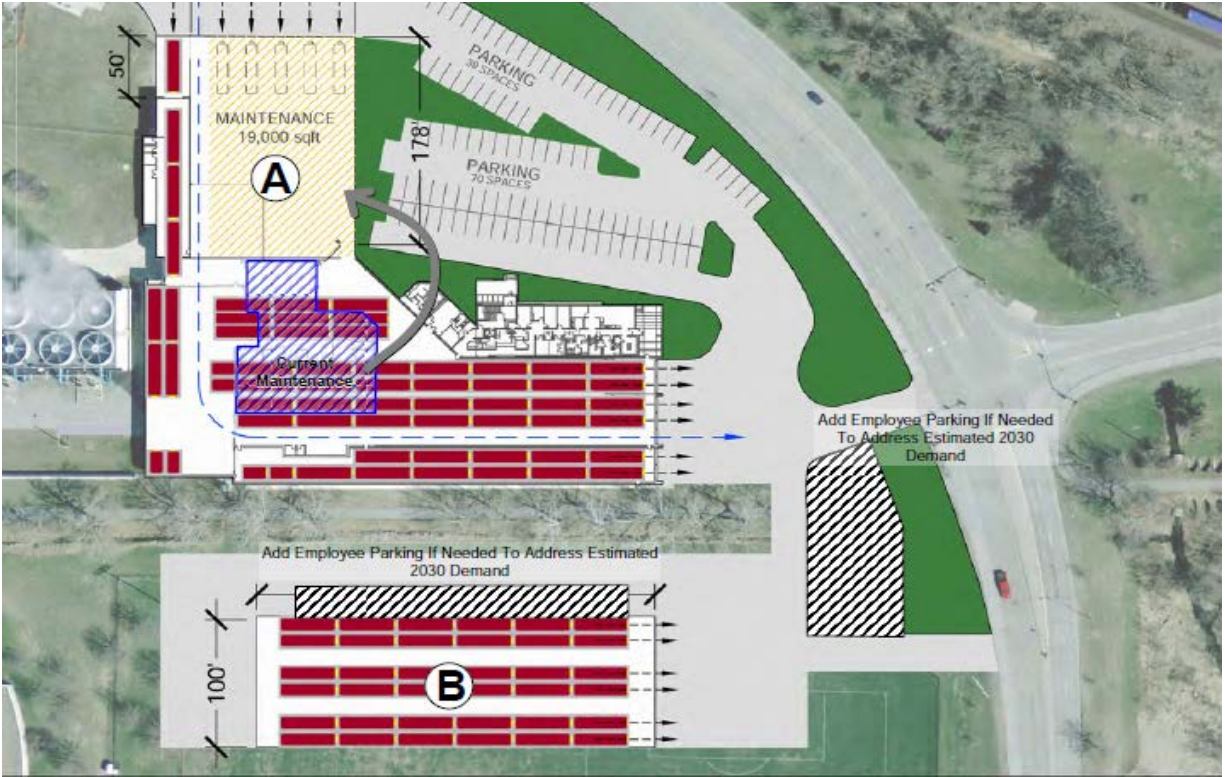 50'
MAINTENANCE
19,000 sqft
A
178'
PARKING
39 SPACES
PARKING
70 SPACES
Current
Maintenance
Add Employee Parking If Needed
To Address Estimated 2030
Demand
Add Employee Parking If Needed To Address Estimated
2030 Demand
100'
B